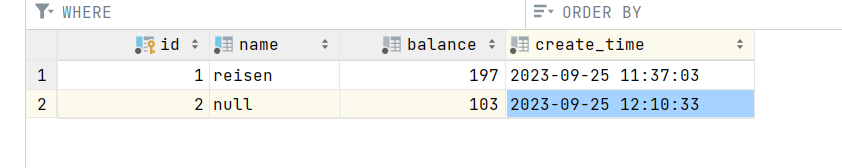 WHERE ORDER BY
id name balance create_time
1 1 reisen 197 2023-09-25 11:37:03
2 2 null 103 2023-09-25 12:10:33